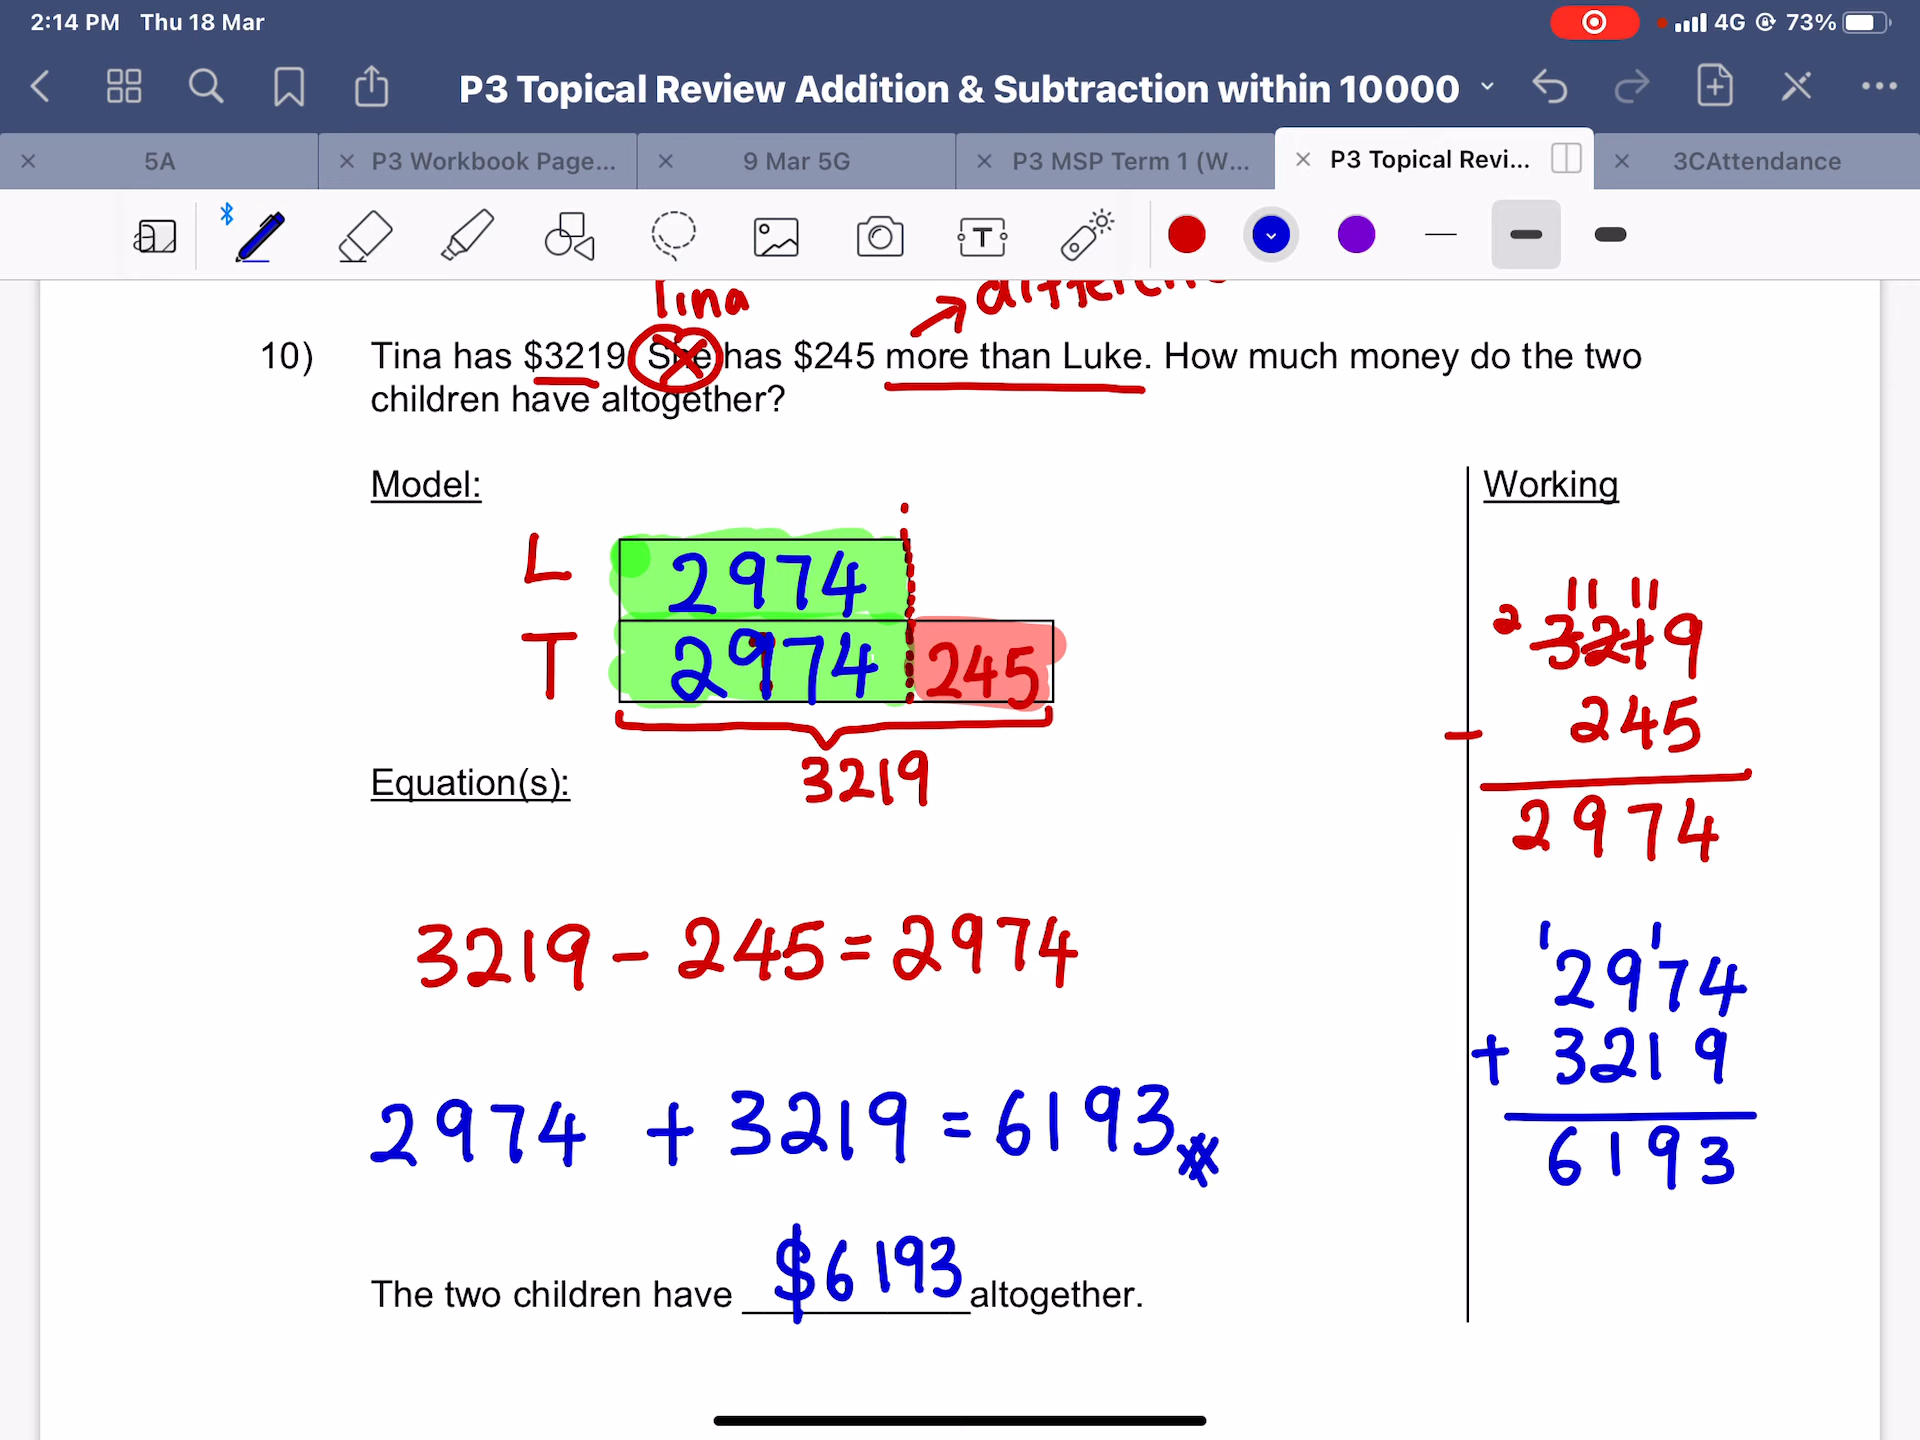 2:14 PM Thu 18 Mar
4G 73%
P3 Topical Review Addition & Subtraction within 10000
5A
P3 Workbook Page...
9 Mar 5G
P3 MSP Term 1 (W...
P3 Topical Revi...
3CAttendance
Tina
10) Tina has $3219. She has $245 more than Luke. How much money do the two
children have altogether?
Model:
Working
L 2974
T 2974 245
3219
2 11 11
3219
- 245
2974
Equation(s):
3219 - 245 = 2974
1 1
2974
+ 3219
6193
2974 + 3219 = 6193
The two children have $6193 altogether.